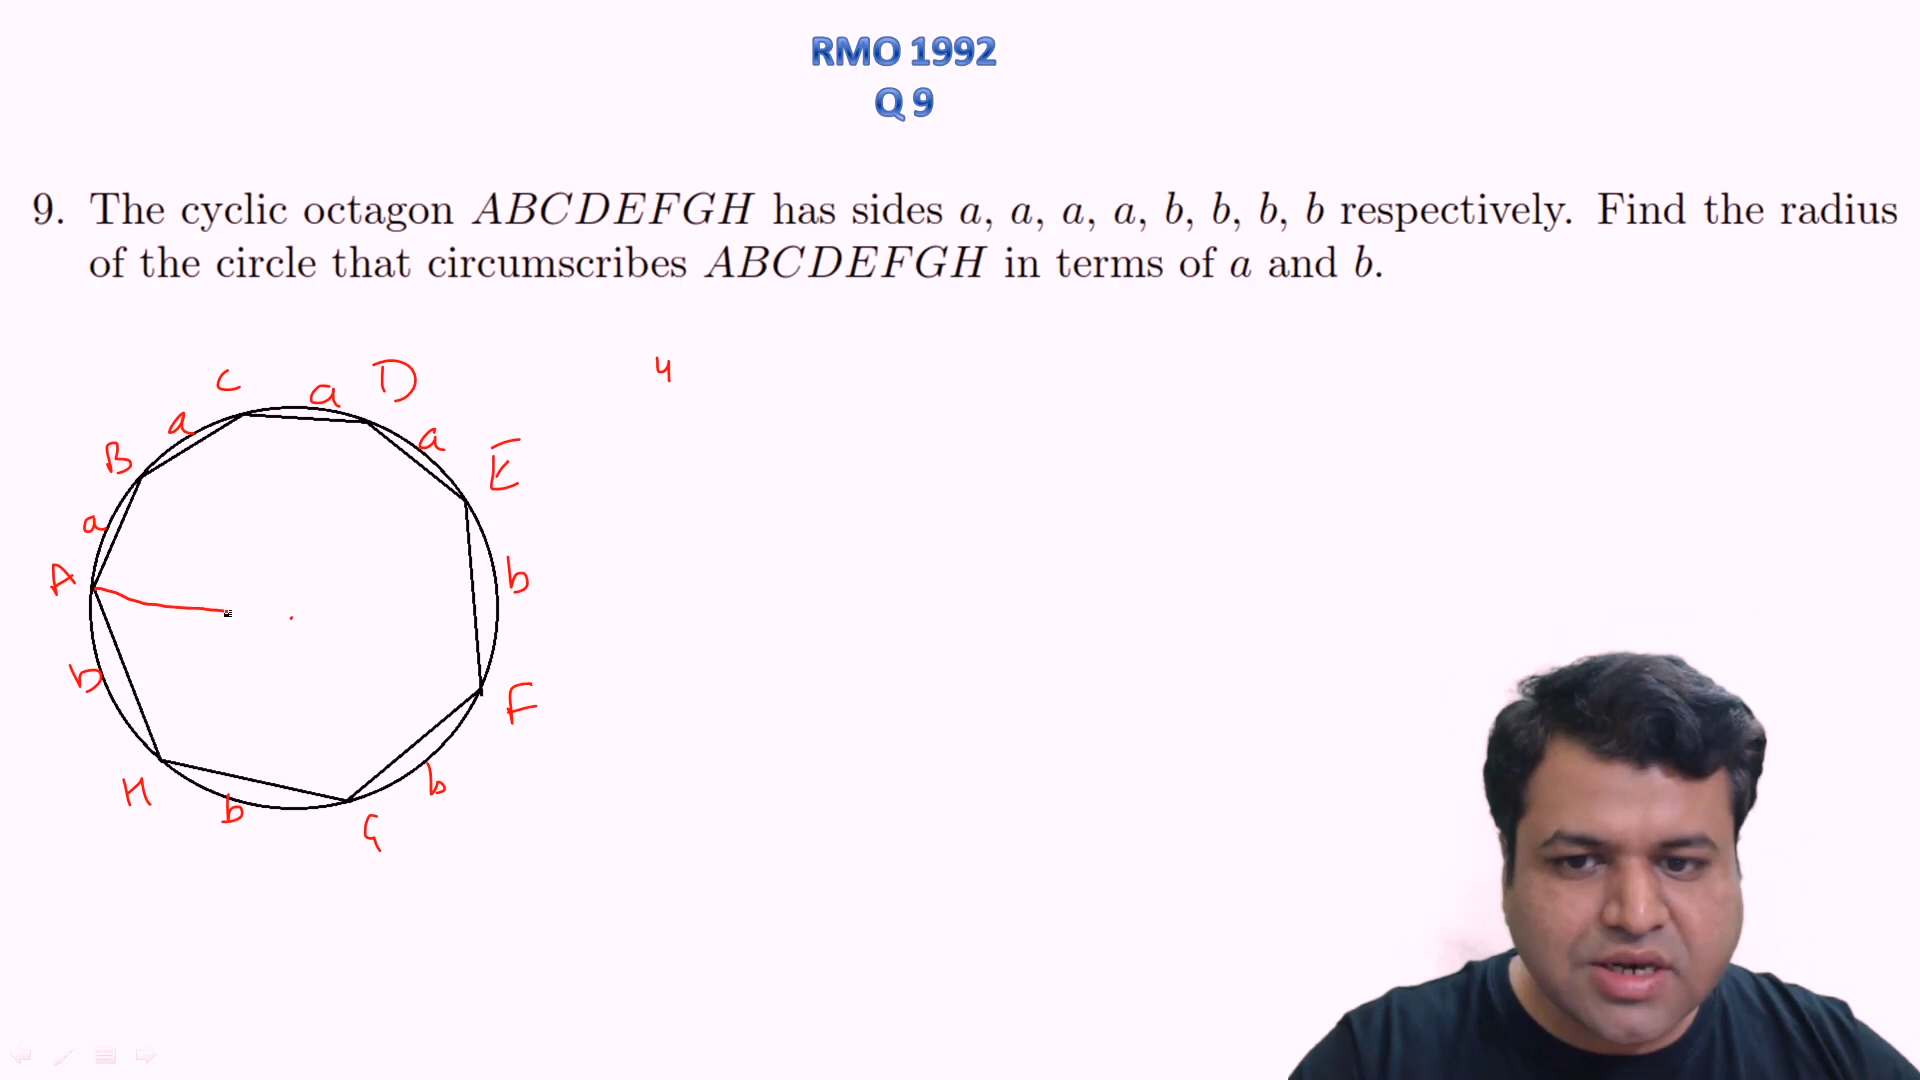 RMO 1992
Q 9
9. The cyclic octagon ABCDEFGH has sides a, a, a, a, b, b, b, b respectively. Find the radius
of the circle that circumscribes ABCDEFGH in terms of a and b.
4
C a D
a
a
B
E
a
A
b
b
F
H
b
b
G